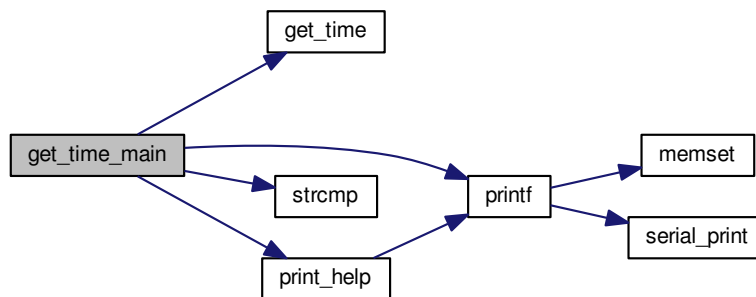 get_time
get_time_main
memset
printf
strcmp
serial_print
print_help